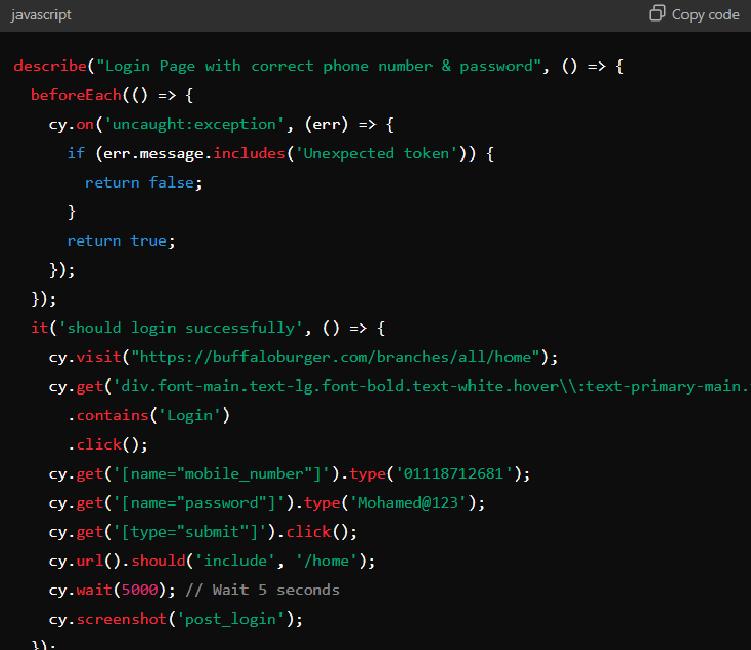 javascript
Copy code
describe("Login Page with correct phone number & password", () => {
beforeEach(() => {
cy.on('uncaught:exception', (err) => {
if (err.message.includes('Unexpected token')) {
return false;
}
return true;
});
});
it('should login successfully', () => {
cy.visit("https://buffaloburger.com/branches/all/home");
cy.get('div.font-main.text-lg.font-bold.text-white.hover\\:text-primary-main.
.contains('Login')
.click();
cy.get('[name="mobile_number"]').type('01118712681');
cy.get('[name="password"]').type('Mohamed@123');
cy.get('[type="submit"]').click();
cy.url().should('include', '/home');
cy.wait(5000); // Wait 5 seconds
cy.screenshot('post_login');
});